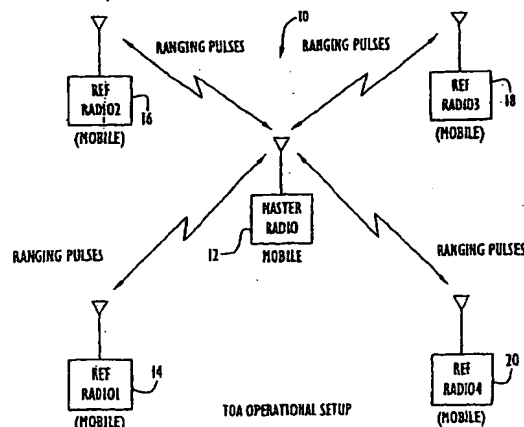 10
RANGING PULSES
RANGING PULSES
REF
RADIO2
16
(MOBILE)
REF
RADIO3
18
(MOBILE)
MASTER
RADIO
12
MOBILE
RANGING PULSES
RANGING PULSES
REF
RADIO1
14
(MOBILE)
REF
RADIO4
20
(MOBILE)
TOA OPERATIONAL SETUP